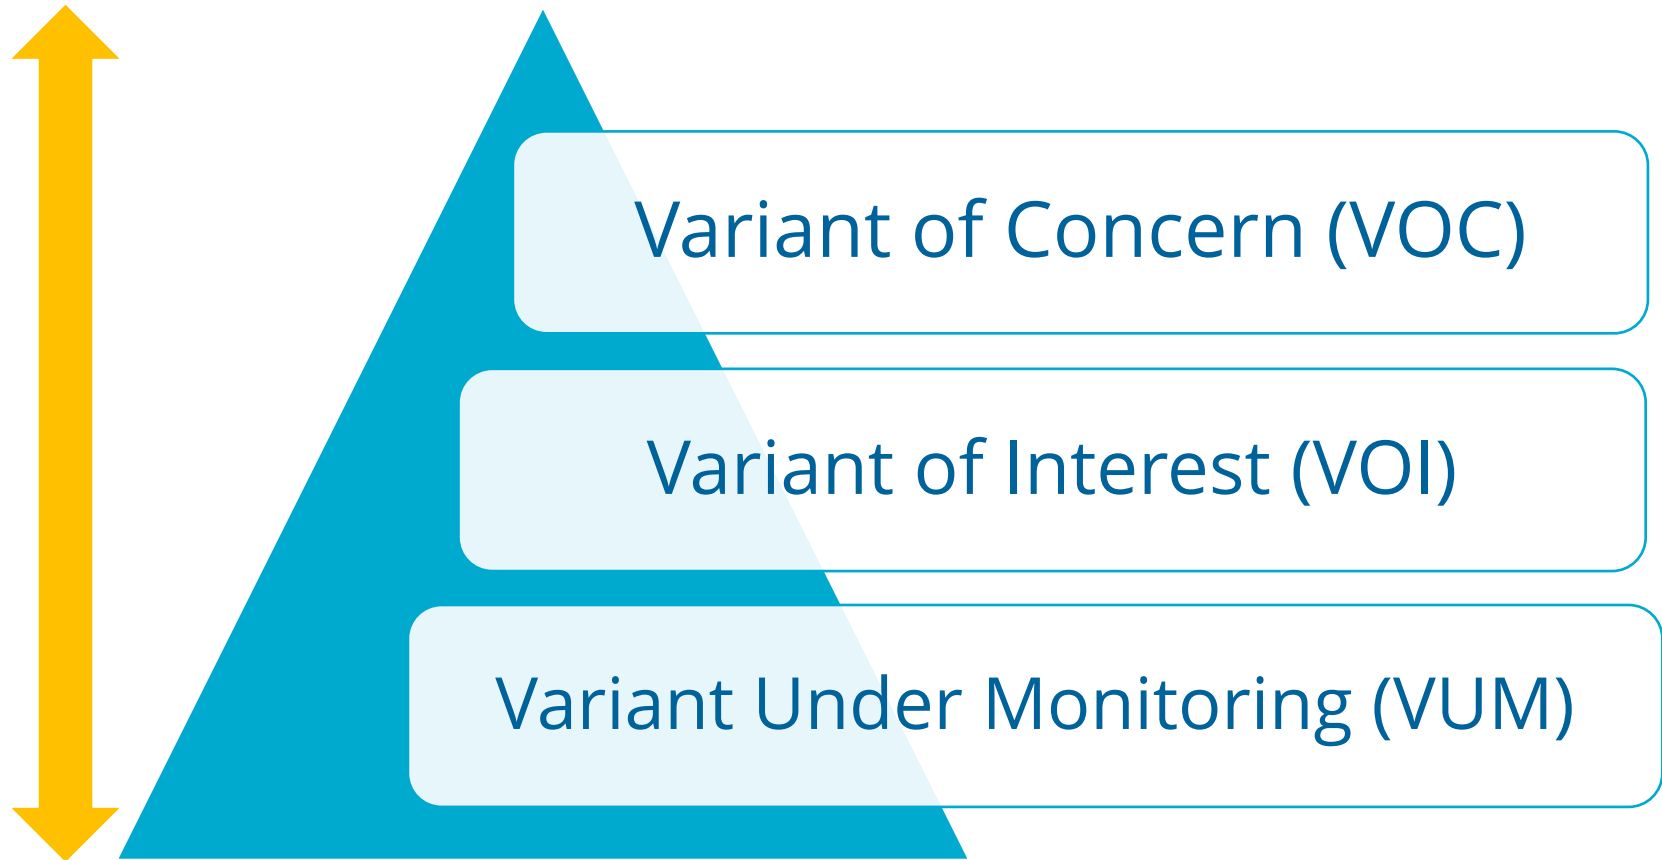 Variant of Concern (VOC)
Variant of Interest (VOI)
Variant Under Monitoring (VUM)